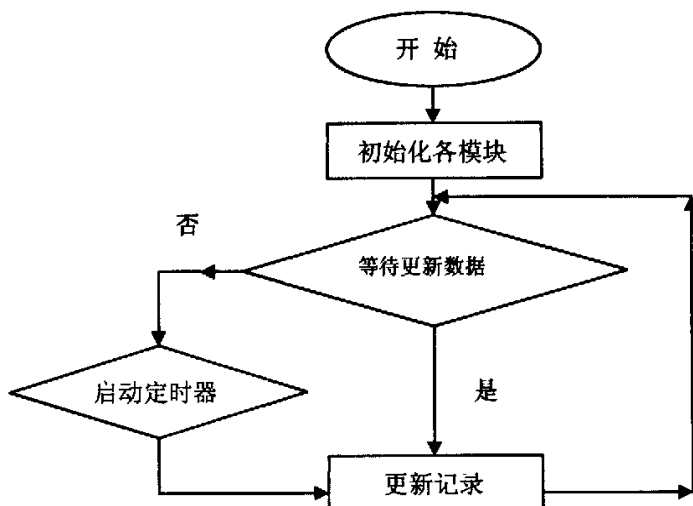 开 始
初始化各模块
否
等待更新数据
启动定时器
是
更新记录